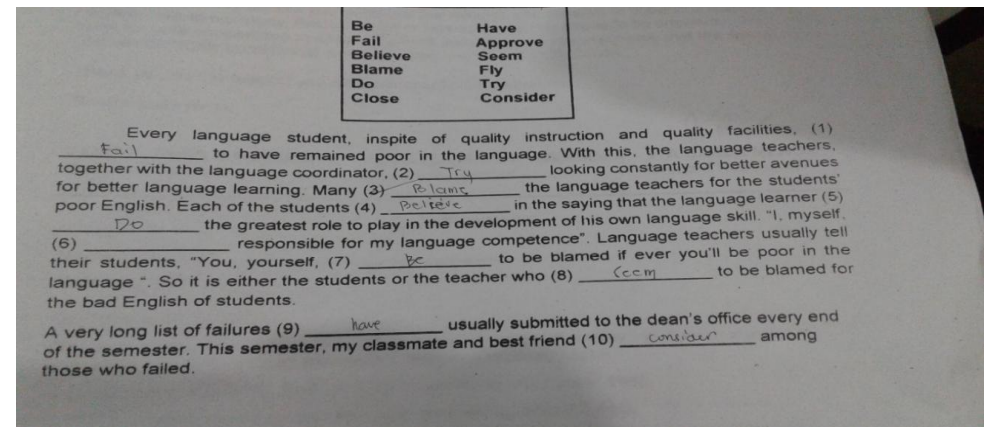 Be Have
Fail Approve
Believe Seem
Blame Fly
Do Try
Close Consider
Every language student, inspite of quality instruction and quality facilities, (1)
Fail to have remained poor in the language. With this, the language teachers,
together with the language coordinator, (2) Try looking constantly for better avenues
for better language learning. Many (3) Blame the language teachers for the students'
poor English. Each of the students (4) Believe in the saying that the language learner (5)
Do the greatest role to play in the development of his own language skill. "I, myself,
(6) ____________ responsible for my language competence". Language teachers usually tell
their students, "You, yourself, (7) Be to be blamed if ever you'll be poor in the
language ". So it is either the students or the teacher who (8) Seem to be blamed for
the bad English of students.
A very long list of failures (9) have usually submitted to the dean's office every end
of the semester. This semester, my classmate and best friend (10) consider among
those who failed.